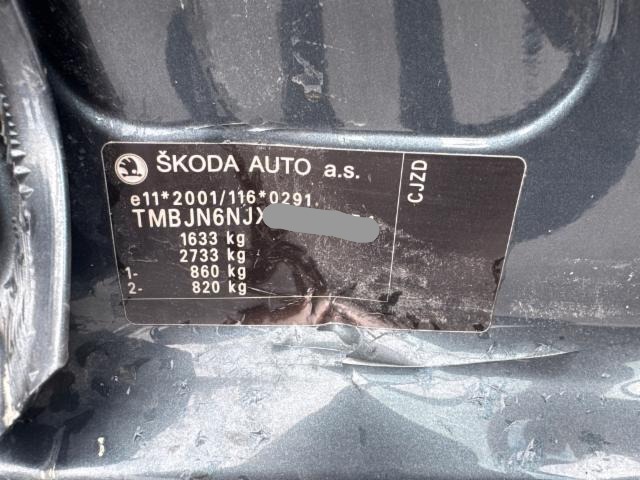 ŠKODA AUTO a.s.
e11*2001/116*0291
TMBJN6NJX
1633 kg
2733 kg
1- 860 kg
2- 820 kg
CJZD